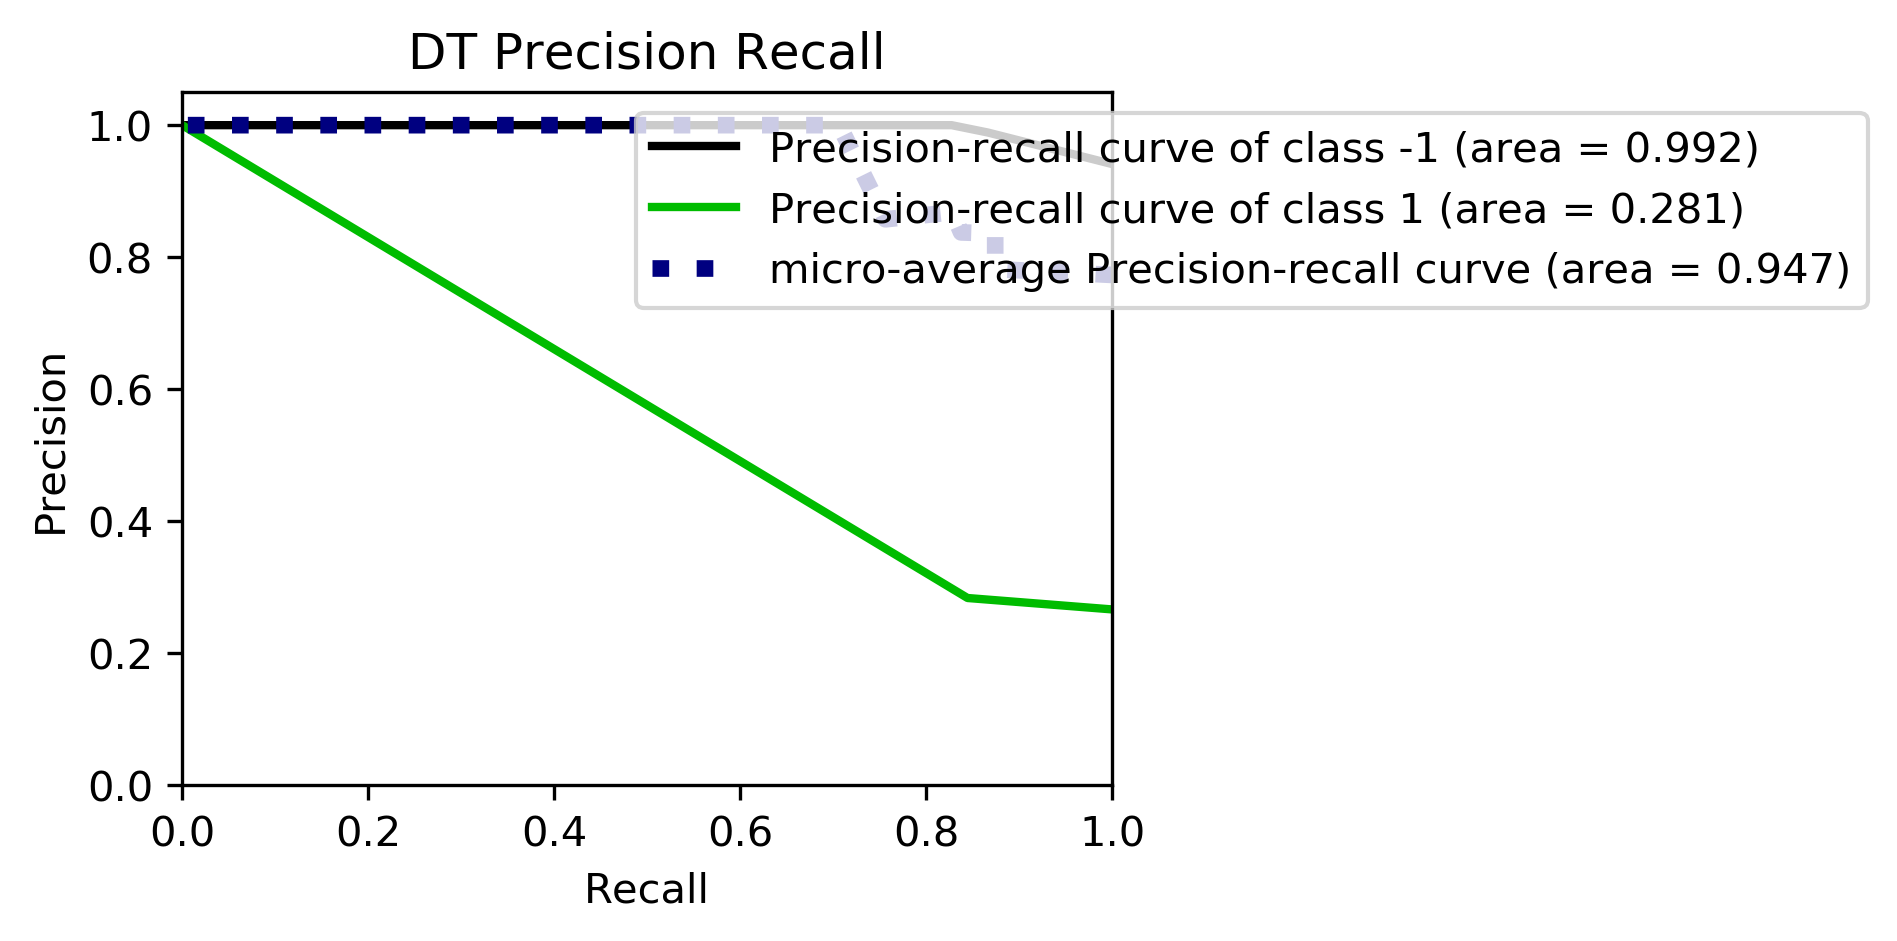 DT Precision Recall
1.0
0.8
0.6
0.4
0.2
0.0
Precision
Precision-recall curve of class -1 (area = 0.992)
Precision-recall curve of class 1 (area = 0.281)
micro-average Precision-recall curve (area = 0.947)
0.0 0.2 0.4 0.6 0.8 1.0
Recall